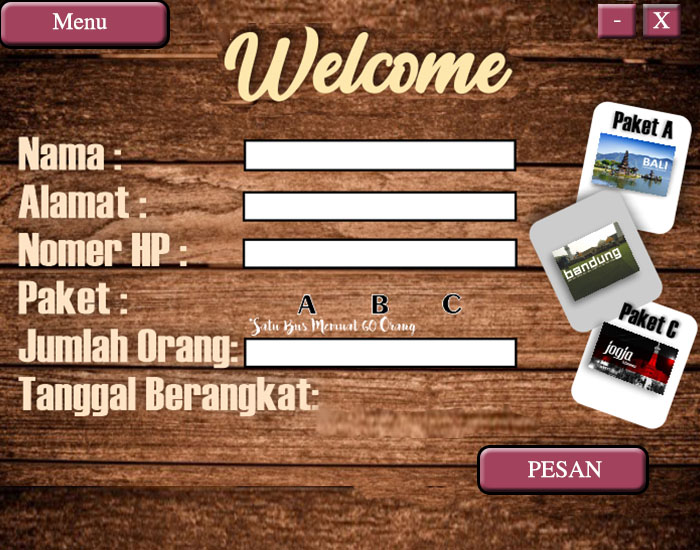 Menu
-
X
Welcome
Nama :
Alamat :
Nomer HP :
Paket :
A
B
C
*Satu Bus Memuat 60 Orang
Jumlah Orang:
Tanggal Berangkat:
PESAN
Paket A
BALI
bandung
Paket C
jogja